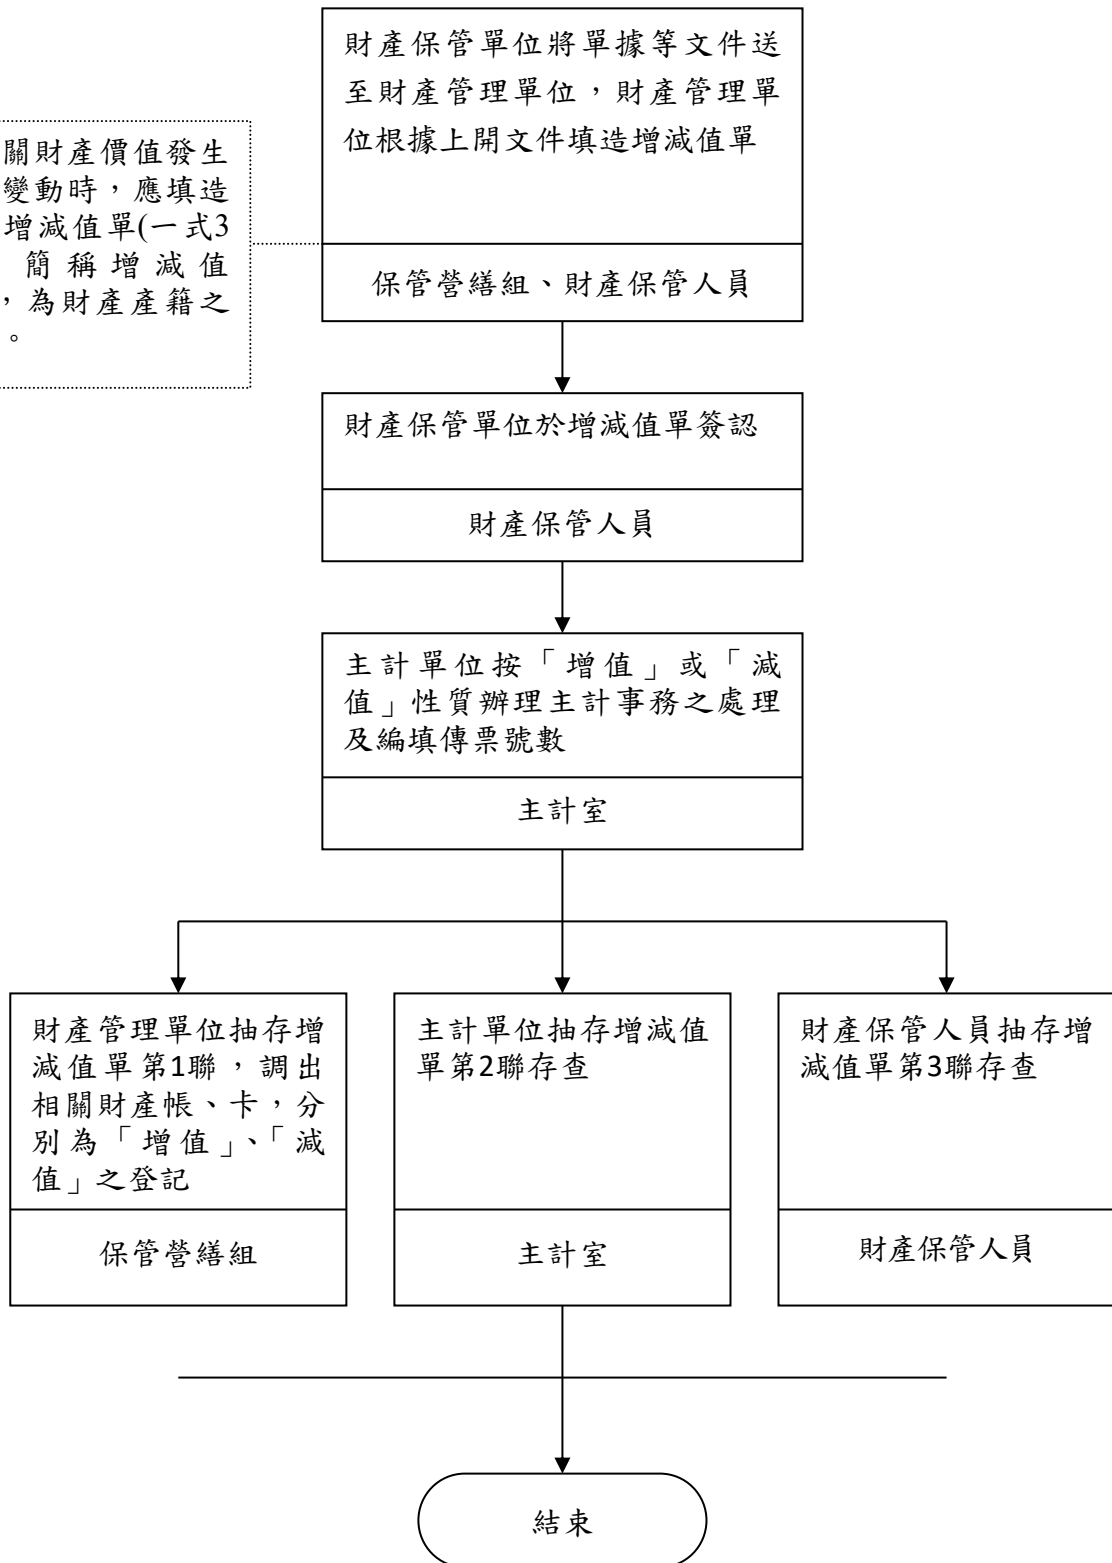 財產保管單位將單據等文件送
至財產管理單位，財產管理單
位根據上開文件填造增減值單
保管營繕組、財產保管人員
關財產價值發生
變動時，應填造
增減值單(一式3
簡稱增減值
，為財產產籍之
。
財產保管單位於增減值單簽認
財產保管人員
主計單位按「增值」或「減
值」性質辦理主計事務之處理
及編填傳票號數
主計室
財產管理單位抽存增
減值單第1聯，調出
相關財產帳、卡，分
別為「增值」、「減
值」之登記
保管營繕組
主計單位抽存增減值
單第2聯存查
主計室
財產保管人員抽存增
減值單第3聯存查
財產保管人員
結束